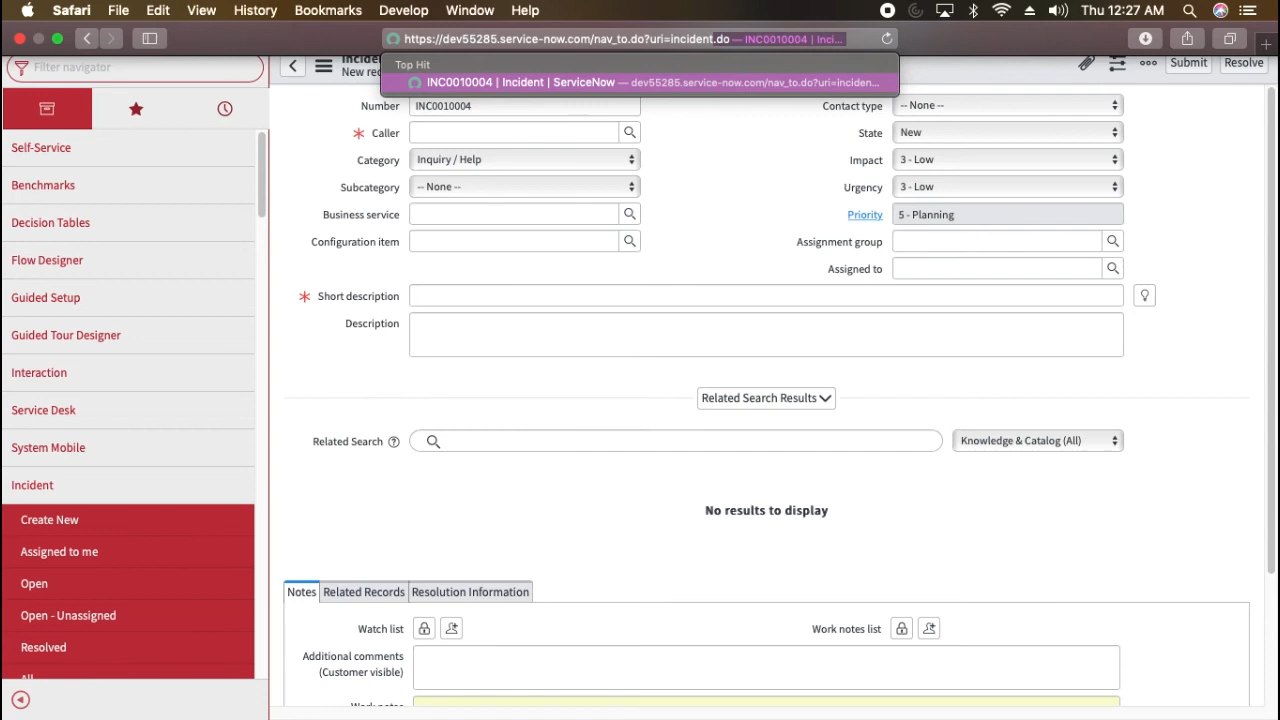 Safari File Edit View History Bookmarks Develop Window Help
Thu 12:27 AM
https://dev55285.service-now.com/nav_to.do?uri=incident.do — INC0010004 | Inci...
Top Hit
INC0010004 | Incident | ServiceNow — dev55285.service-now.com/nav_to.do?uri=inciden...
Filter navigator
New
Submit Resolve
Self-Service
Benchmarks
Decision Tables
Flow Designer
Guided Setup
Guided Tour Designer
Interaction
Service Desk
System Mobile
Incident
Create New
Assigned to me
Open
Open - Unassigned
Resolved
All
Number INC0010004
Caller
Category Inquiry / Help
Subcategory -- None --
Business service
Configuration item
Contact type -- None --
State New
Impact 3 - Low
Urgency 3 - Low
Priority 5 - Planning
Assignment group
Assigned to
Short description
Description
Related Search Results
Related Search Knowledge & Catalog (All)
No results to display
Notes Related Records Resolution Information
Watch list
Work notes list
Additional comments
(Customer visible)
Work notes